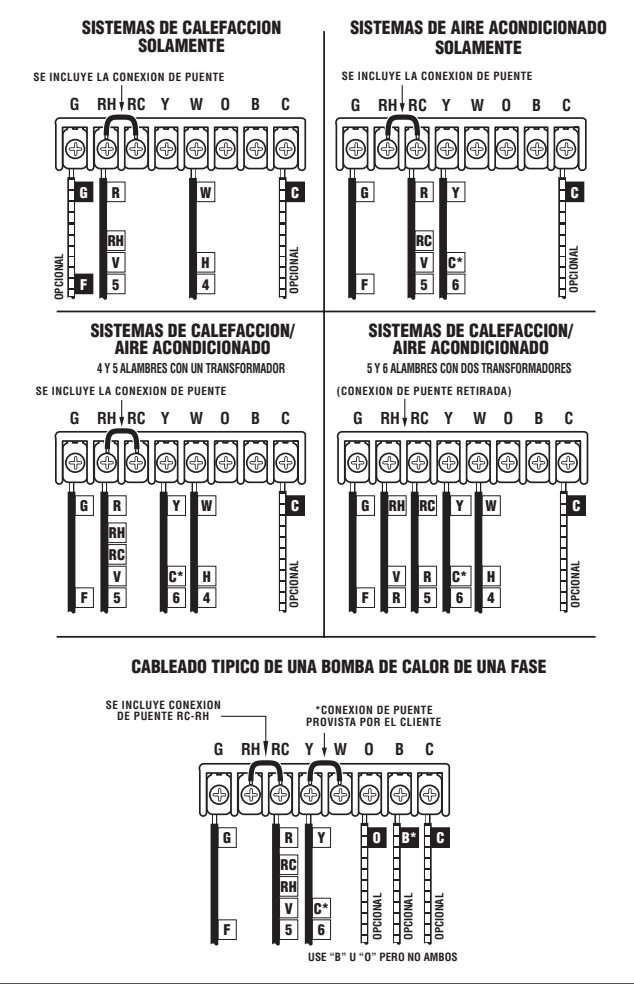 SISTEMAS DE CALEFACCION
SOLAMENTE
SE INCLUYE LA CONEXION DE PUENTE
G RH RC Y W O B C
G R W C
RH
V H
F 5 4
OPCIONAL
OPCIONAL
SISTEMAS DE AIRE ACONDICIONADO
SOLAMENTE
SE INCLUYE LA CONEXION DE PUENTE
G RH RC Y W O B C
G R Y C
RC
V C*
F 5 6
OPCIONAL
SISTEMAS DE CALEFACCION/
AIRE ACONDICIONADO
4 Y 5 ALAMBRES CON UN TRANSFORMADOR
SE INCLUYE LA CONEXION DE PUENTE
G RH RC Y W O B C
G R Y W C
RH
RC
V C* H
F 5 6 4
OPCIONAL
SISTEMAS DE CALEFACCION/
AIRE ACONDICIONADO
5 Y 6 ALAMBRES CON DOS TRANSFORMADORES
(CONEXION DE PUENTE RETIRADA)
G RH RC Y W O B C
G RH RC Y W C
V R C* H
F R 5 6 4
OPCIONAL
CABLEADO TIPICO DE UNA BOMBA DE CALOR DE UNA FASE
SE INCLUYE CONEXION
DE PUENTE RC-RH
*CONEXION DE PUENTE
PROVISTA POR EL CLIENTE
G RH RC Y W O B C
G R Y O B* C
RC
RH
V C*
F 5 6
OPCIONAL
OPCIONAL
OPCIONAL
USE “B” U “O” PERO NO AMBOS